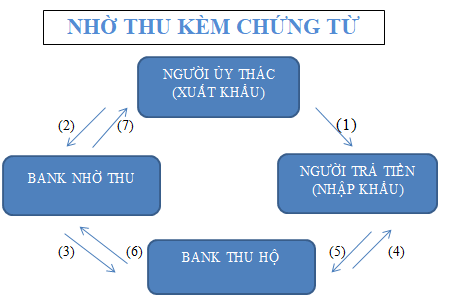 NHỜ THU KÈM CHỨNG TỪ
NGƯỜI ỦY THÁC
(XUẤT KHẨU)
(2)
(7)
(1)
BANK NHỜ THU
NGƯỜI TRẢ TIỀN
(NHẬP KHẨU)
(3)
(6)
(5)
(4)
BANK THU HỘ